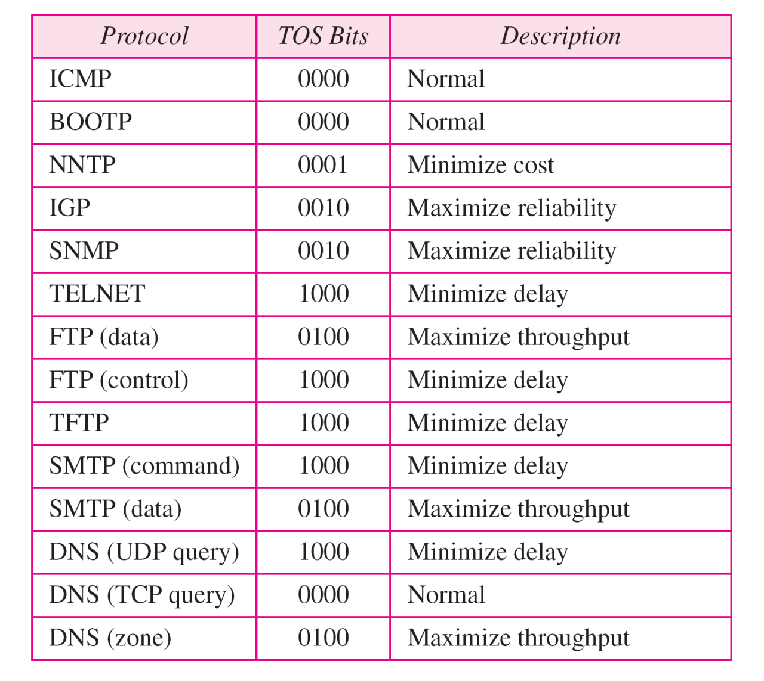 Protocol TOS Bits Description
ICMP 0000 Normal
BOOTP 0000 Normal
NNTP 0001 Minimize cost
IGP 0010 Maximize reliability
SNMP 0010 Maximize reliability
TELNET 1000 Minimize delay
FTP (data) 0100 Maximize throughput
FTP (control) 1000 Minimize delay
TFTP 1000 Minimize delay
SMTP (command) 1000 Minimize delay
SMTP (data) 0100 Maximize throughput
DNS (UDP query) 1000 Minimize delay
DNS (TCP query) 0000 Normal
DNS (zone) 0100 Maximize throughput